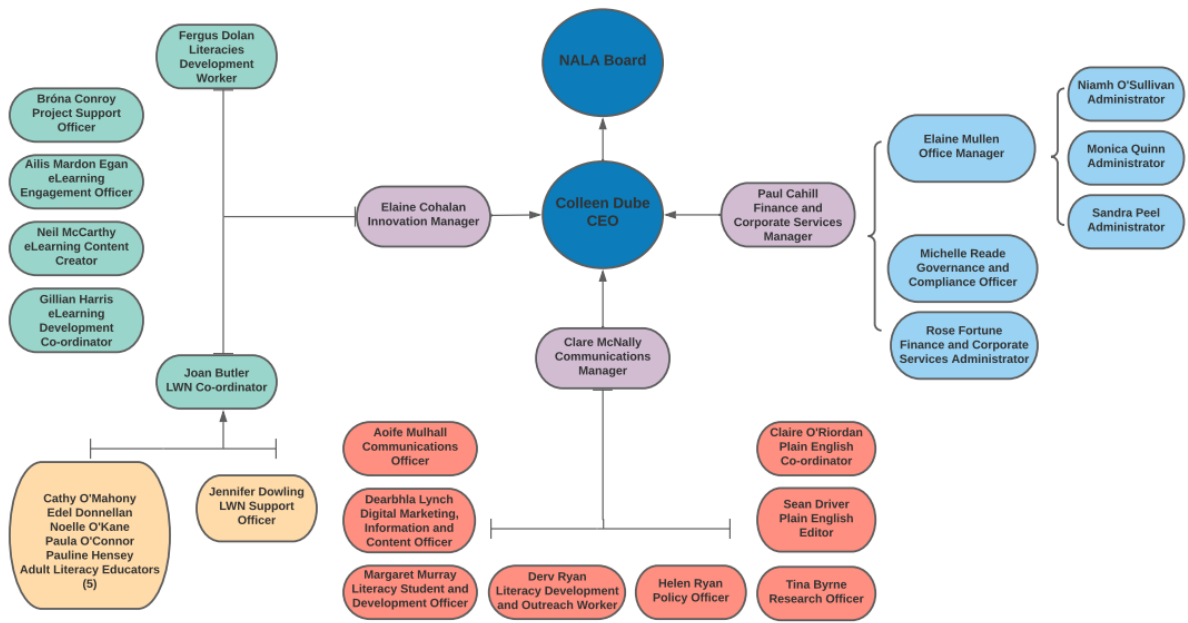 Fergus Dolan
Literacies
Development
Worker
Bróna Conroy
Project Support
Officer
Ailis Mardon Egan
eLearning
Engagement Officer
Neil McCarthy
eLearning Content
Creator
Gillian Harris
eLearning
Development
Co-ordinator
Joan Butler
LWN Co-ordinator
Cathy O'Mahony
Edel Donnellan
Noelle O'Kane
Paula O'Connor
Pauline Hensey
Adult Literacy Educators
(5)
Jennifer Dowling
LWN Support
Officer
NALA Board
Colleen Dube
CEO
Elaine Cohalan
Innovation Manager
Paul Cahill
Finance and
Corporate Services
Manager
Clare McNally
Communications
Manager
Elaine Mullen
Office Manager
Niamh O'Sullivan
Administrator
Monica Quinn
Administrator
Sandra Peel
Administrator
Michelle Reade
Governance and
Compliance Officer
Rose Fortune
Finance and Corporate
Services Administrator
Aoife Mulhall
Communications
Officer
Dearbhla Lynch
Digital Marketing,
Information and
Content Officer
Margaret Murray
Literacy Student and
Development Officer
Derv Ryan
Literacy Development
and Outreach Worker
Helen Ryan
Policy Officer
Claire O'Riordan
Plain English
Co-ordinator
Sean Driver
Plain English
Editor
Tina Byrne
Research Officer